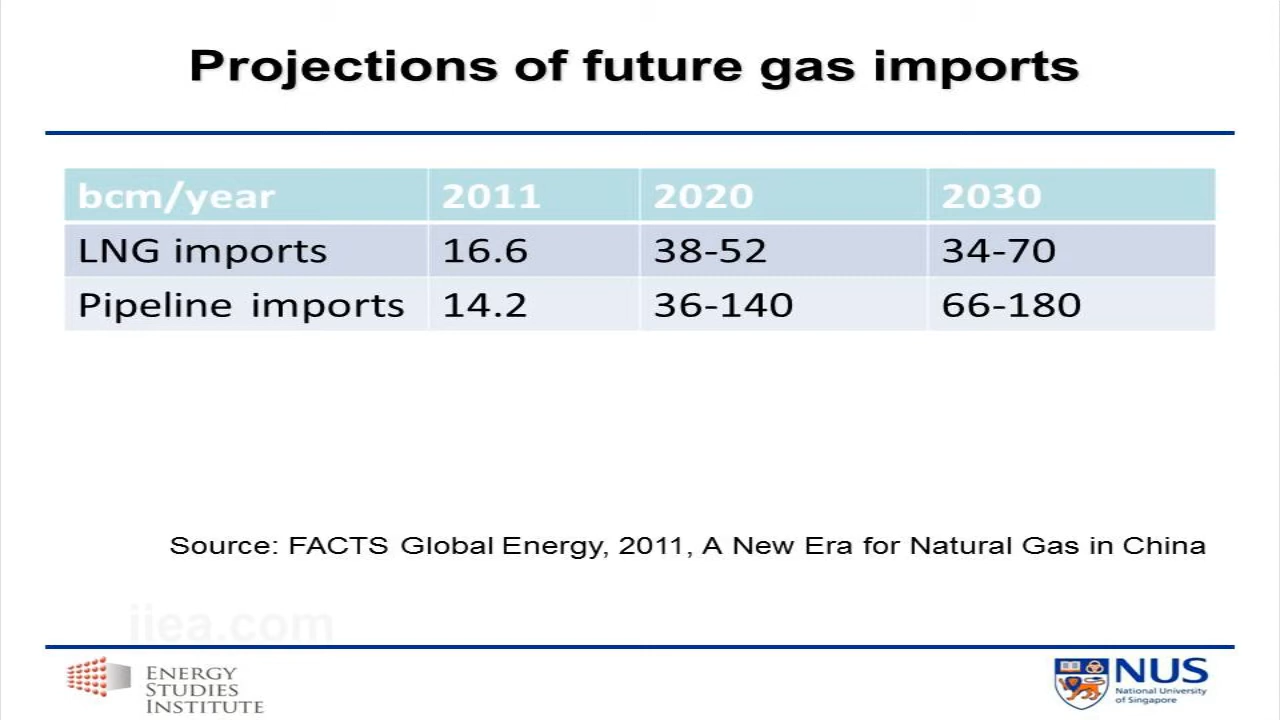 Projections of future gas imports
bcm/year 2011 2020 2030
LNG imports 16.6 38-52 34-70
Pipeline imports 14.2 36-140 66-180
Source: FACTS Global Energy, 2011, A New Era for Natural Gas in China
iiea.com
ENERGY
STUDIES
INSTITUTE
NUS
National University
of Singapore